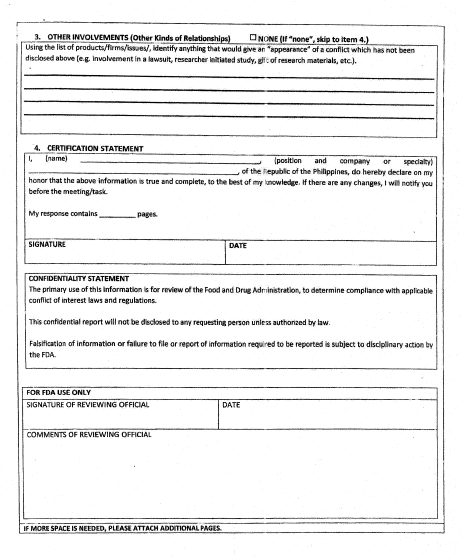 3. OTHER INVOLVEMENTS (Other Kinds of Relationships) ☐ NONE (If "none", skip to item 4.)
Using the list of products/firms/issues/, identify anything that would give an "appearance" of a conflict which has not been
disclosed above (e.g. involvement in a lawsuit, researcher initiated study, gift of research materials, etc.).
4. CERTIFICATION STATEMENT
I, (name) ____________________, (position and company or specialty)
____________________, of the Republic of the Philippines, do hereby declare on my
honor that the above information is true and complete, to the best of my knowledge. If there are any changes, I will notify you
before the meeting/task.
My response contains ________ pages.
SIGNATURE DATE
CONFIDENTIALITY STATEMENT
The primary use of this information is for review of the Food and Drug Administration, to determine compliance with applicable
conflict of interest laws and regulations.
This confidential report will not be disclosed to any requesting person unless authorized by law.
Falsification of information or failure to file or report of information required to be reported is subject to disciplinary action by
the FDA.
FOR FDA USE ONLY
SIGNATURE OF REVIEWING OFFICIAL DATE
COMMENTS OF REVIEWING OFFICIAL
IF MORE SPACE IS NEEDED, PLEASE ATTACH ADDITIONAL PAGES.